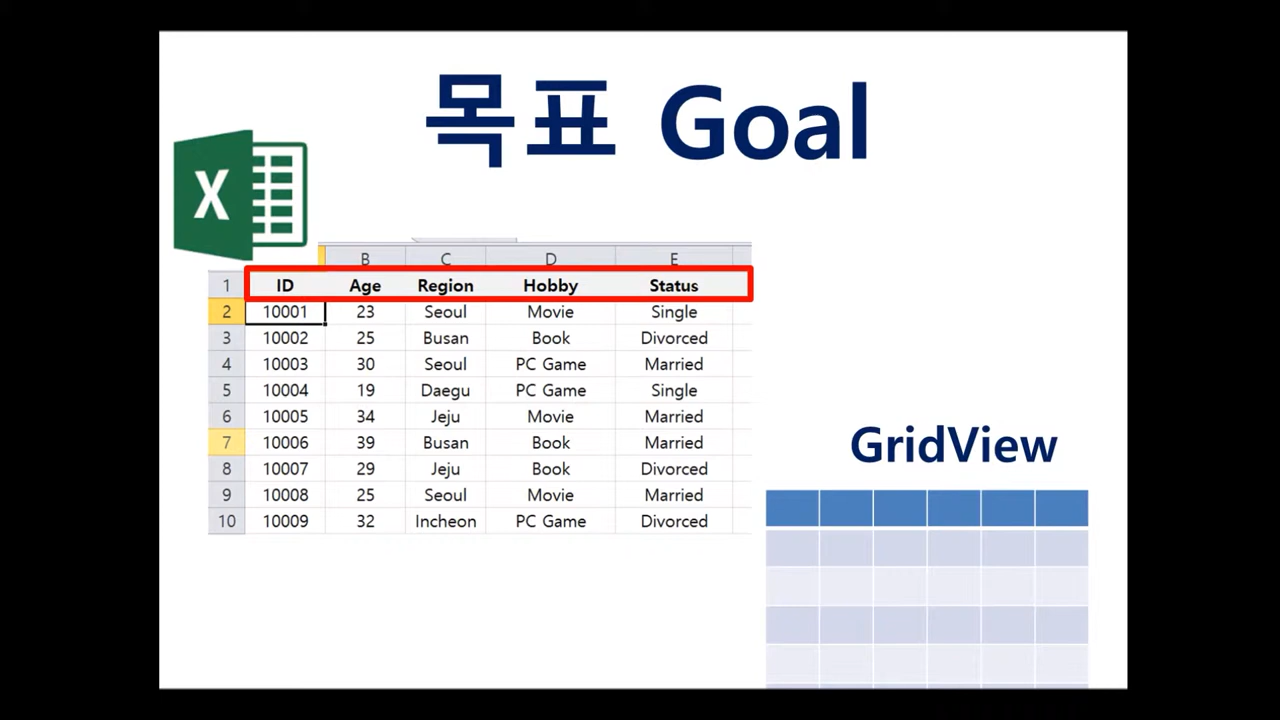 목표 Goal
X
B C D E
1 ID Age Region Hobby Status
2 10001 23 Seoul Movie Single
3 10002 25 Busan Book Divorced
4 10003 30 Seoul PC Game Married
5 10004 19 Daegu PC Game Single
6 10005 34 Jeju Movie Married
7 10006 39 Busan Book Married
8 10007 29 Jeju Book Divorced
9 10008 25 Seoul Movie Married
10 10009 32 Incheon PC Game Divorced
GridView